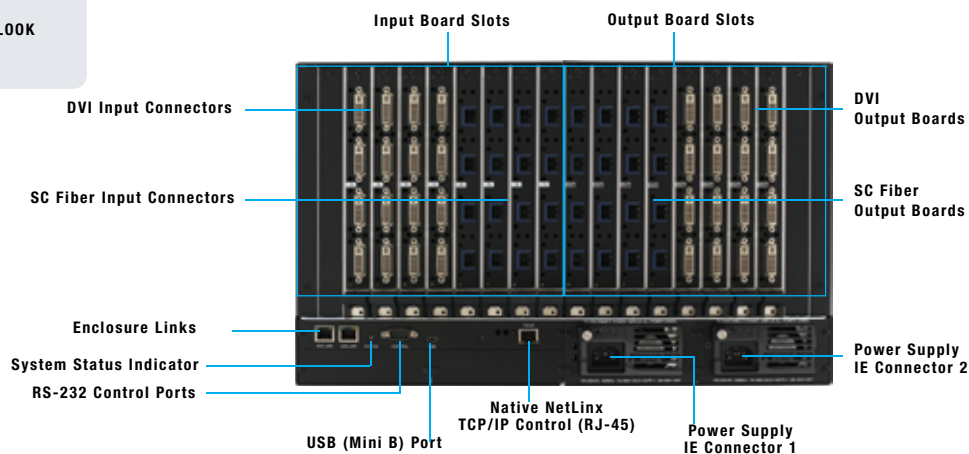 LOOK
Input Board Slots
Output Board Slots
DVI Input Connectors
DVI
Output Boards
SC Fiber Input Connectors
SC Fiber
Output Boards
Enclosure Links
System Status Indicator
RS-232 Control Ports
USB (Mini B) Port
Native NetLinx
TCP/IP Control (RJ-45)
Power Supply
IE Connector 1
Power Supply
IE Connector 2